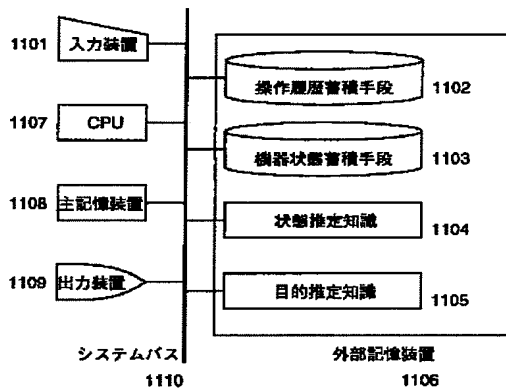 1101 入力装置
操作履歴蓄積手段 1102
1107 CPU
機器状態蓄積手段 1103
1108 主記憶装置
状態推定知識 1104
1109 出力装置
目的推定知識 1105
システムバス 外部記憶装置
1110 1106